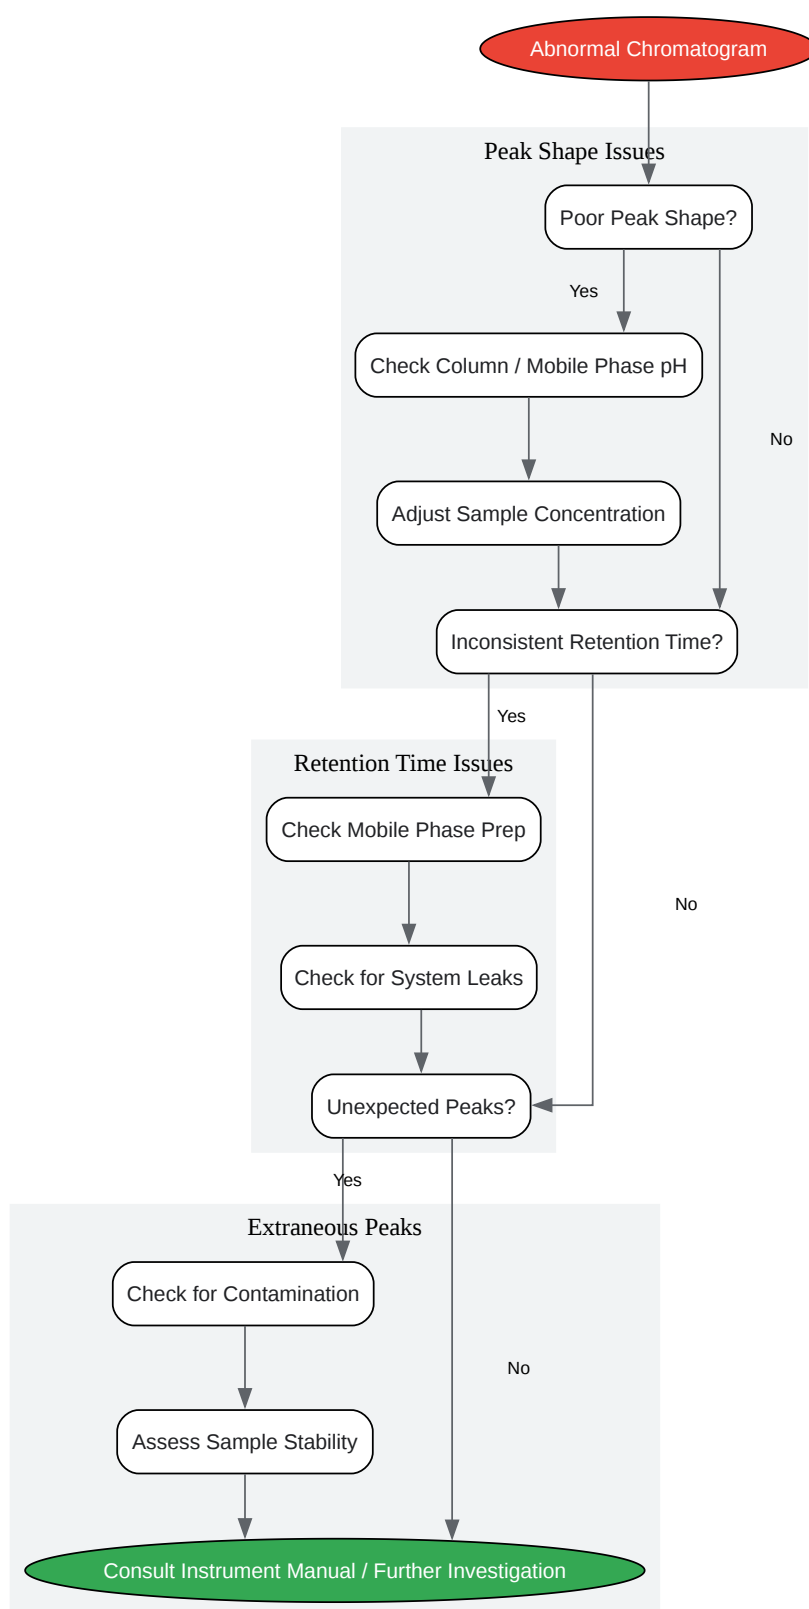 Abnormal Chromatogram
Peak Shape Issues
Poor Peak Shape?
Yes
Check Column / Mobile Phase pH
No
Adjust Sample Concentration
Inconsistent Retention Time?
Yes
Retention Time Issues
Check Mobile Phase Prep
No
Check for System Leaks
Unexpected Peaks?
Yes
Extraneous Peaks
Check for Contamination
No
Assess Sample Stability
Consult Instrument Manual / Further Investigation